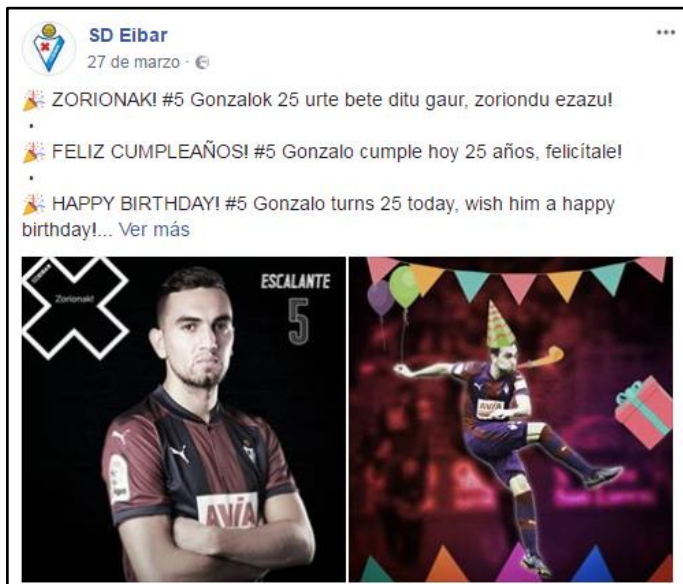 SD Eibar
27 de marzo
🎉 ZORIONAK! #5 Gonzalok 25 urte bete ditu gaur, zoriondu ezazu!
.
🎉 FELIZ CUMPLEAÑOS! #5 Gonzalo cumple hoy 25 años, felicítale!
.
🎉 HAPPY BIRTHDAY! #5 Gonzalo turns 25 today, wish him a happy
birthday!... Ver más
Zorionak!
ESCALANTE
5
AVIA
AVIA